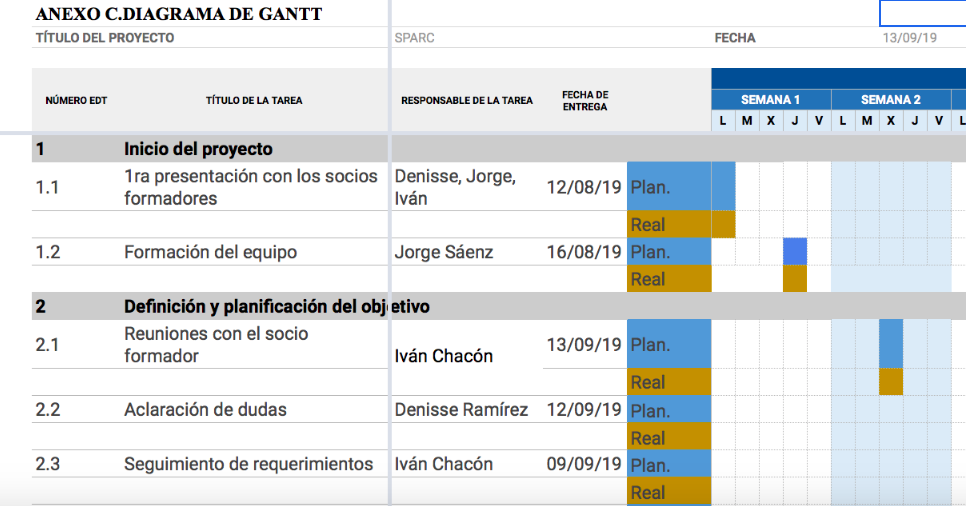 ANEXO C.DIAGRAMA DE GANTT
TÍTULO DEL PROYECTO SPARC FECHA 13/09/19
NÚMERO EDT TÍTULO DE LA TAREA RESPONSABLE DE LA TAREA FECHA DE ENTREGA
SEMANA 1 SEMANA 2
L M X J V L M X J V L
1 Inicio del proyecto
1.1 1ra presentación con los socios formadores Denisse, Jorge, Iván 12/08/19 Plan.
Real
1.2 Formación del equipo Jorge Sáenz 16/08/19 Plan.
Real
2 Definición y planificación del objetivo
2.1 Reuniones con el socio formador Iván Chacón 13/09/19 Plan.
Real
2.2 Aclaración de dudas Denisse Ramírez 12/09/19 Plan.
Real
2.3 Seguimiento de requerimientos Iván Chacón 09/09/19 Plan.
Real